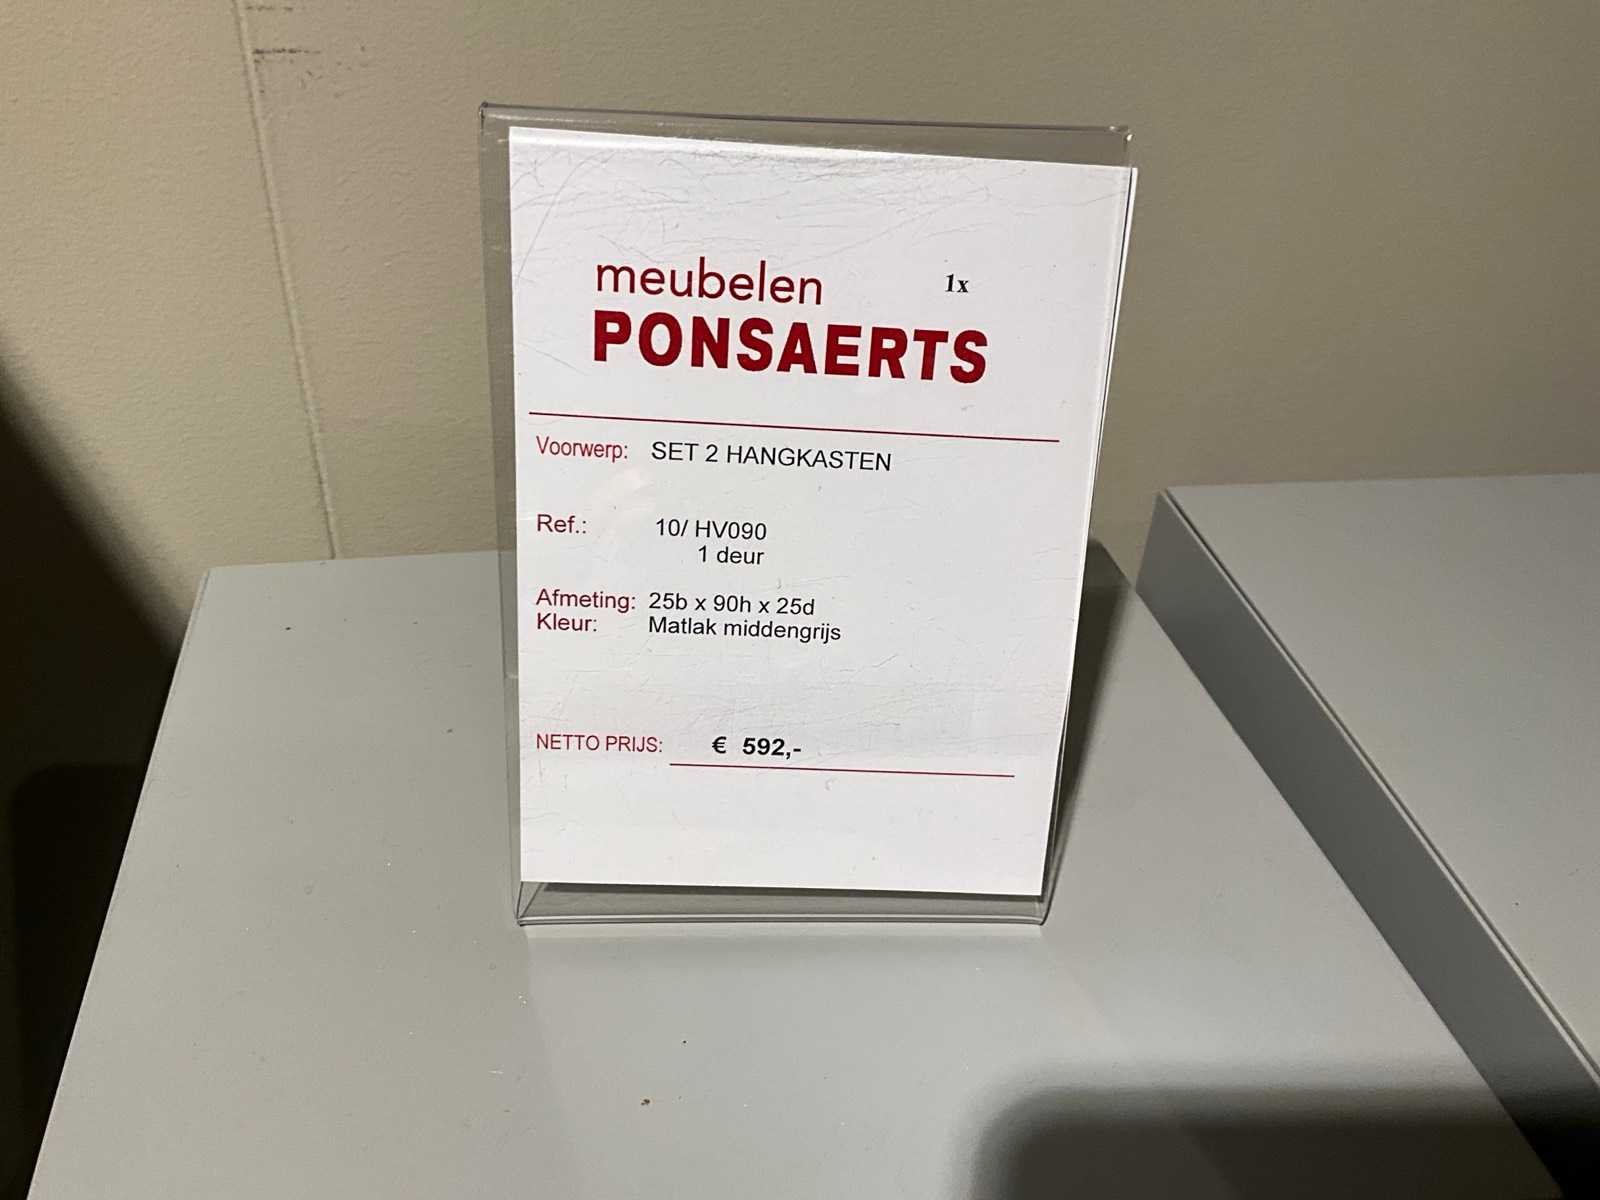 meubelen
1x
PONSAERTS
Voorwerp: SET 2 HANGKASTEN
Ref.: 10/ HV090
1 deur
Afmeting: 25b x 90h x 25d
Kleur: Matlak middengrijs
NETTO PRIJS: € 592,-